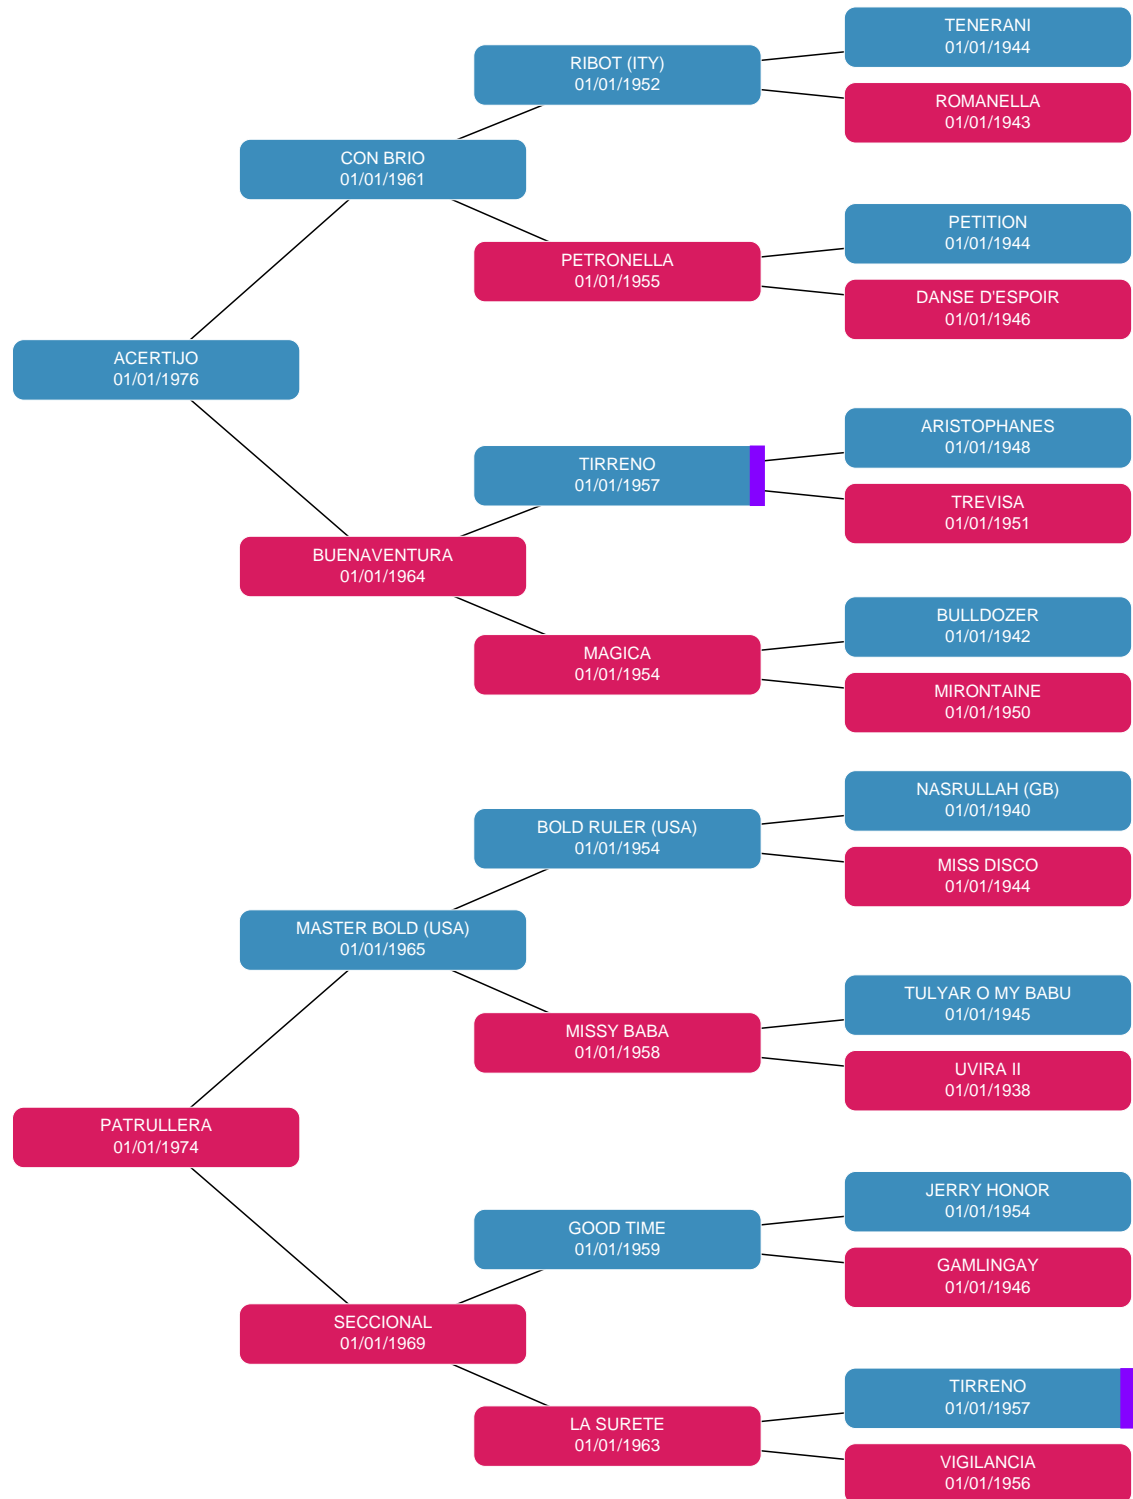 TENERANI
01/01/1944
RIBOT (ITY)
01/01/1952
ROMANELLA
01/01/1943
CON BRIO
01/01/1961
PETITION
01/01/1944
PETRONELLA
01/01/1955
DANSE D'ESPOIR
01/01/1946
ACERTIJO
01/01/1976
ARISTOPHANES
01/01/1948
TIRRENO
01/01/1957
TREVISA
01/01/1951
BUENAVENTURA
01/01/1964
BULLDOZER
01/01/1942
MAGICA
01/01/1954
MIRONTAINE
01/01/1950
NASRULLAH (GB)
01/01/1940
BOLD RULER (USA)
01/01/1954
MISS DISCO
01/01/1944
MASTER BOLD (USA)
01/01/1965
TULYAR O MY BABU
01/01/1945
MISSY BABA
01/01/1958
UVIRA II
01/01/1938
PATRULLERA
01/01/1974
JERRY HONOR
01/01/1954
GOOD TIME
01/01/1959
GAMLINGAY
01/01/1946
SECCIONAL
01/01/1969
TIRRENO
01/01/1957
LA SURETE
01/01/1963
VIGILANCIA
01/01/1956